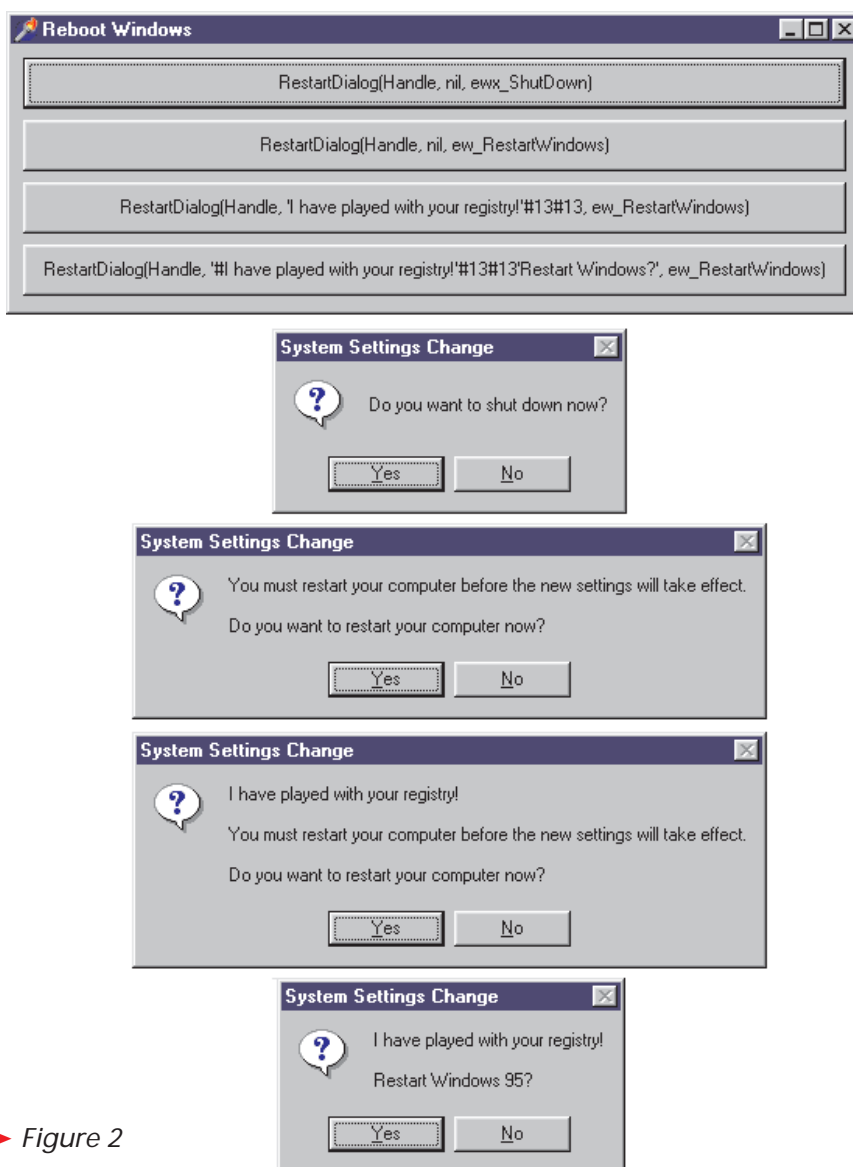 Reboot Windows
RestartDialog(Handle, nil, ewx_ShutDown)
RestartDialog(Handle, nil, ew_RestartWindows)
RestartDialog(Handle, 'I have played with your registry!'#13#13, ew_RestartWindows)
RestartDialog(Handle, '#I have played with your registry!'#13#13'Restart Windows?', ew_RestartWindows)
System Settings Change
Do you want to shut down now?
Yes No
System Settings Change
You must restart your computer before the new settings will take effect.
Do you want to restart your computer now?
Yes No
System Settings Change
I have played with your registry!
You must restart your computer before the new settings will take effect.
Do you want to restart your computer now?
Yes No
System Settings Change
I have played with your registry!
Restart Windows 95?
Yes No
Figure 2